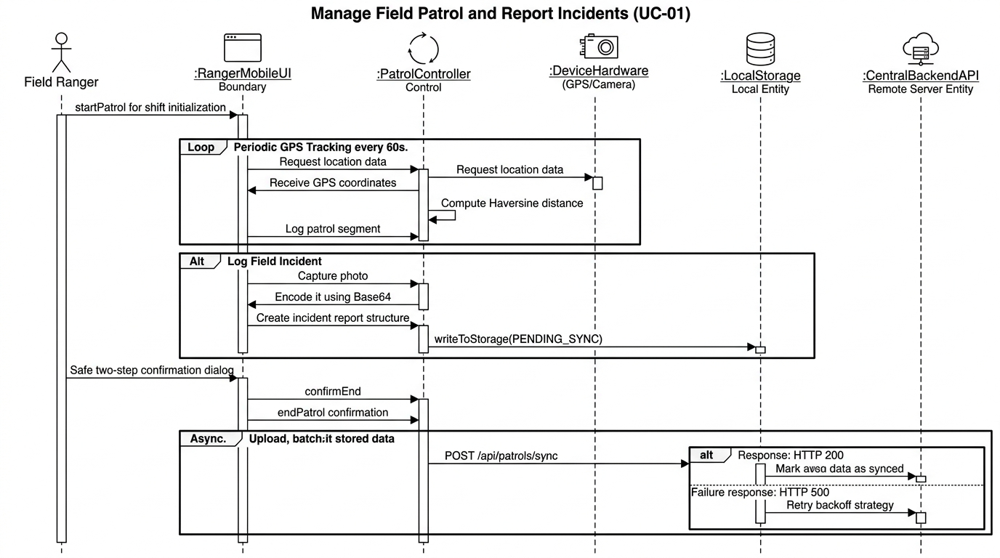 Manage Field Patrol and Report Incidents (UC-01)
Field Ranger
:RangerMobileUI
Boundary
:PatrolController
Control
:DeviceHardware
(GPS/Camera)
:LocalStorage
Local Entity
:CentralBackendAPI
Remote Server Entity
startPatrol for shift initialization
Loop
Periodic GPS Tracking every 60s.
Request location data
Request location data
Receive GPS coordinates
Compute Haversine distance
Log patrol segment
Alt
Log Field Incident
Capture photo
Encode it using Base64
Create incident report structure
writeToStorage(PENDING_SYNC)
Safe two-step confirmation dialog
confirmEnd
endPatrol confirmation
Async.
Upload, batch:it stored data
POST /api/patrols/sync
alt
Response: HTTP 200
Mark data as synced
Failure response: HTTP 500
Retry backoff strategy